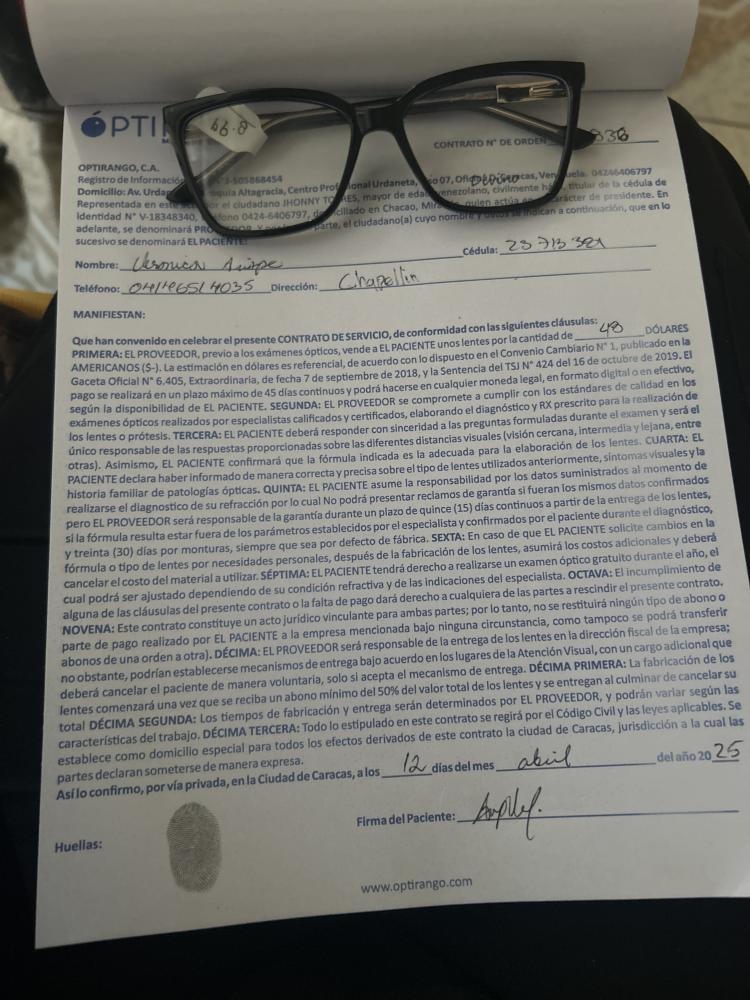 ÓPTI
66.8
CONTRATO N° DE ORDEN 836
OPTIRANGO, C.A.
Registro de Información J-505868454
Domicilio: Av. Urdan Altagracia, Centro Profesional Urdaneta, 07, Caracas, Venezuela. 04246406797
Representada en este por el ciudadano JHONNY mayor de edad venezolano, civilmente titular de la cédula de
Identidad N° V-18348340, 0424-6406797, domiciliado en Chacao, quien actúa carácter de presidente. En
adelante, se denominará parte, el ciudadano(a) cuyo nombre y datos se indican a continuación, que en lo
sucesivo se denominará EL PACIENTE:
Nombre: Veronica Cédula: 23 713 381
Teléfono: Dirección: Chapellin
MANIFIESTAN:
Que han convenido en celebrar el presente CONTRATO DE SERVICIO, de conformidad con las siguientes cláusulas:
PRIMERA: EL PROVEEDOR, previo a los exámenes ópticos, vende a EL PACIENTE unos lentes por la cantidad de 48 DÓLARES
AMERICANOS ($-). La estimación en dólares es referencial, de acuerdo con lo dispuesto en el Convenio Cambiario N° 1, publicado en la
Gaceta Oficial N° 6.405, Extraordinaria, de fecha 7 de septiembre de 2018, y la Sentencia del TSJ N° 424 del 16 de octubre de 2019. El
pago se realizará en un plazo máximo de 45 días continuos y podrá hacerse en cualquier moneda legal, en formato digital o en efectivo,
según la disponibilidad de EL PACIENTE. SEGUNDA: EL PROVEEDOR se compromete a cumplir con los estándares de calidad en los
exámenes ópticos realizados por especialistas calificados y certificados, elaborando el diagnóstico y RX prescrito para la realización de
los lentes o prótesis. TERCERA: EL PACIENTE deberá responder con sinceridad a las preguntas formuladas durante el examen y será el
único responsable de las respuestas proporcionadas sobre las diferentes distancias visuales (visión cercana, intermedia y lejana, entre
otras). Asimismo, EL PACIENTE confirmará que la fórmula indicada es la adecuada para la elaboración de los lentes. CUARTA: EL
PACIENTE declara haber informado de manera correcta y precisa sobre el tipo de lentes utilizados anteriormente, síntomas visuales y la
historia familiar de patologías ópticas. QUINTA: EL PACIENTE asume la responsabilidad por los datos suministrados al momento de
realizarse el diagnostico de su refracción por lo cual No podrá presentar reclamos de garantía si fueran los mismos datos confirmados
pero EL PROVEEDOR será responsable de la garantía durante un plazo de quince (15) días continuos a partir de la entrega de los lentes,
si la fórmula resulta estar fuera de los parámetros establecidos por el especialista y confirmados por el paciente durante el diagnóstico,
y treinta (30) días por monturas, siempre que sea por defecto de fábrica. SEXTA: En caso de que EL PACIENTE solicite cambios en la
fórmula o tipo de lentes por necesidades personales, después de la fabricación de los lentes, asumirá los costos adicionales y deberá
cancelar el costo del material a utilizar. SÉPTIMA: EL PACIENTE tendrá derecho a realizarse un examen óptico gratuito durante el año, el
cual podrá ser ajustado dependiendo de su condición refractiva y de las indicaciones del especialista. OCTAVA: El incumplimiento de
alguna de las cláusulas del presente contrato o la falta de pago dará derecho a cualquiera de las partes a rescindir el presente contrato.
NOVENA: Este contrato constituye un acto jurídico vinculante para ambas partes; por lo tanto, no se restituirá ningún tipo de abono o
parte de pago realizado por EL PACIENTE a la empresa mencionada bajo ninguna circunstancia, como tampoco se podrá transferir
abonos de una orden a otra). DÉCIMA: EL PROVEEDOR será responsable de la entrega de los lentes en la dirección fiscal de la empresa;
no obstante, podrían establecerse mecanismos de entrega bajo acuerdo en los lugares de la Atención Visual, con un cargo adicional que
deberá cancelar el paciente de manera voluntaria, solo si acepta el mecanismo de entrega. DÉCIMA PRIMERA: La fabricación de los
lentes comenzará una vez que se reciba un abono mínimo del 50% del valor total de los lentes y se entregan al culminar de cancelar su
total DÉCIMA SEGUNDA: Los tiempos de fabricación y entrega serán determinados por EL PROVEEDOR, y podrán variar según las
características del trabajo. DÉCIMA TERCERA: Todo lo estipulado en este contrato se regirá por el Código Civil y las leyes aplicables. Se
establece como domicilio especial para todos los efectos derivados de este contrato la ciudad de Caracas, jurisdicción a la cual las
partes declaran someterse de manera expresa.
Así lo confirmo, por vía privada, en la Ciudad de Caracas, a los 12 días del mes abril del año 2025
Firma del Paciente:
Huellas:
www.optirango.com